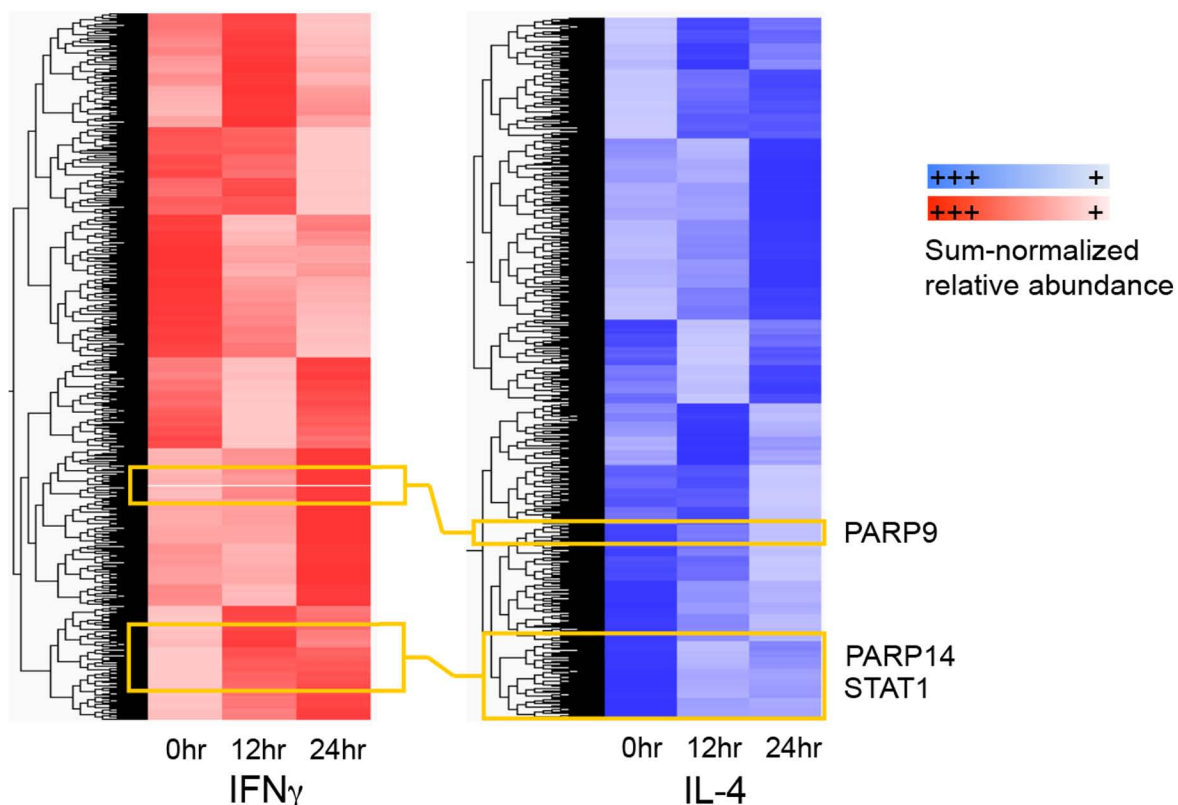 +++ +
+++ +
Sum-normalized
relative abundance
PARP9
PARP14
STAT1
0hr 12hr 24hr
IFNγ
0hr 12hr 24hr
IL-4